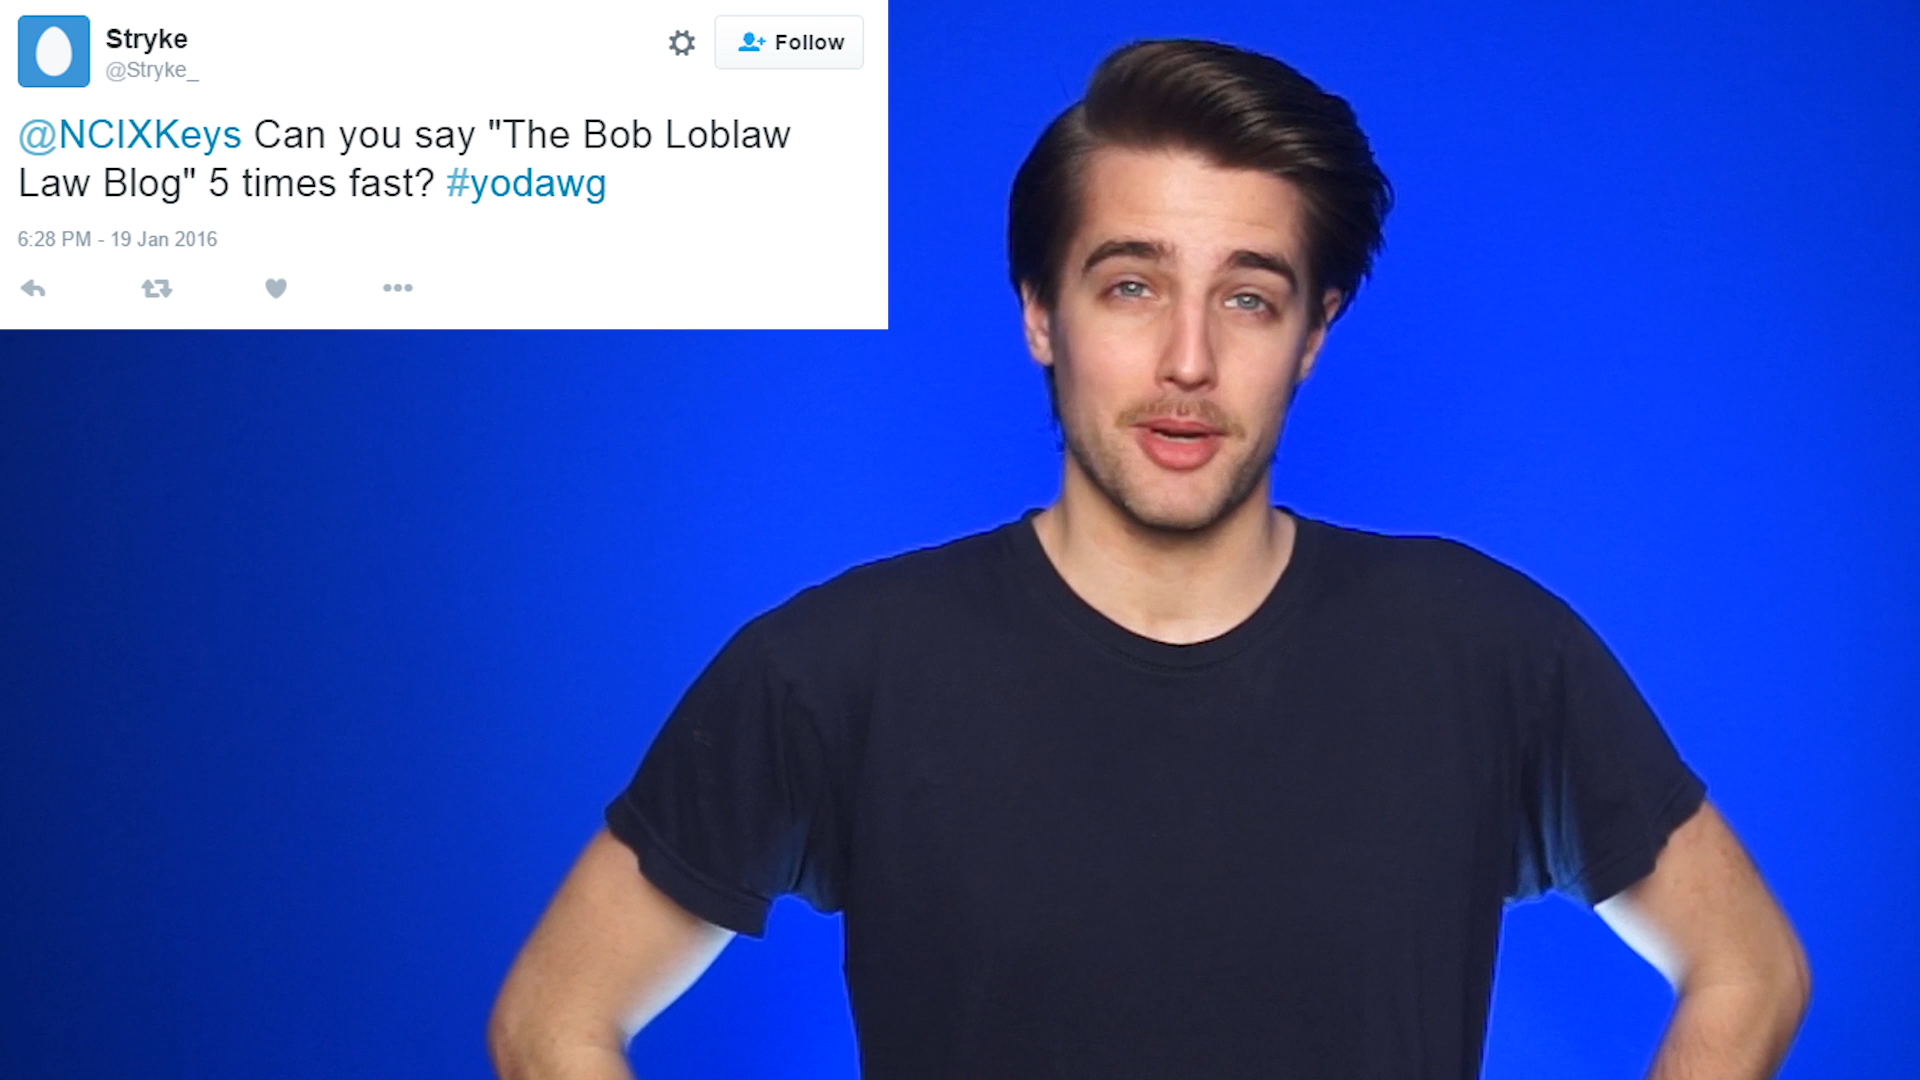 Stryke
@Stryke_
Follow
@NCIXKeys Can you say "The Bob Loblaw
Law Blog" 5 times fast? #yodawg
6:28 PM - 19 Jan 2016